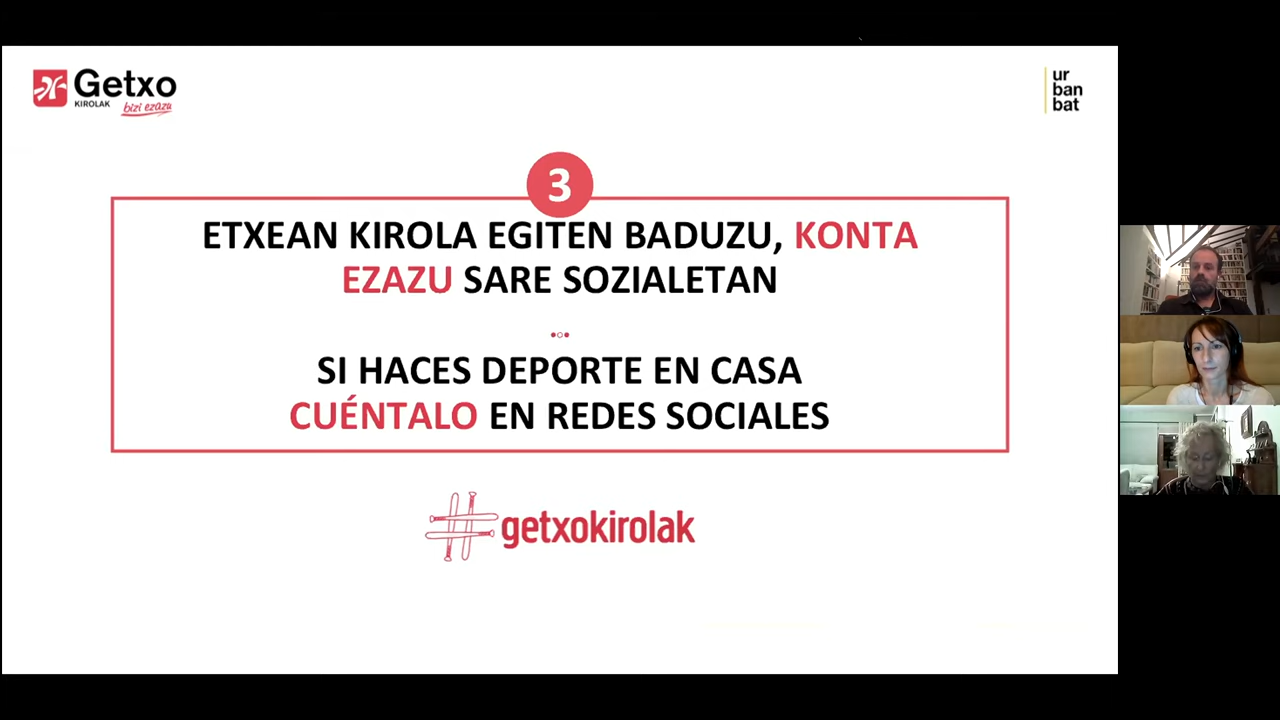 Getxo
KIROLAK
bizi ezazu
ur
ban
bat
3
ETXEAN KIROLA EGITEN BADUZU, KONTA
EZAZU SARE SOZIALETAN
SI HACES DEPORTE EN CASA
CUÉNTALO EN REDES SOCIALES
#getxokirolak